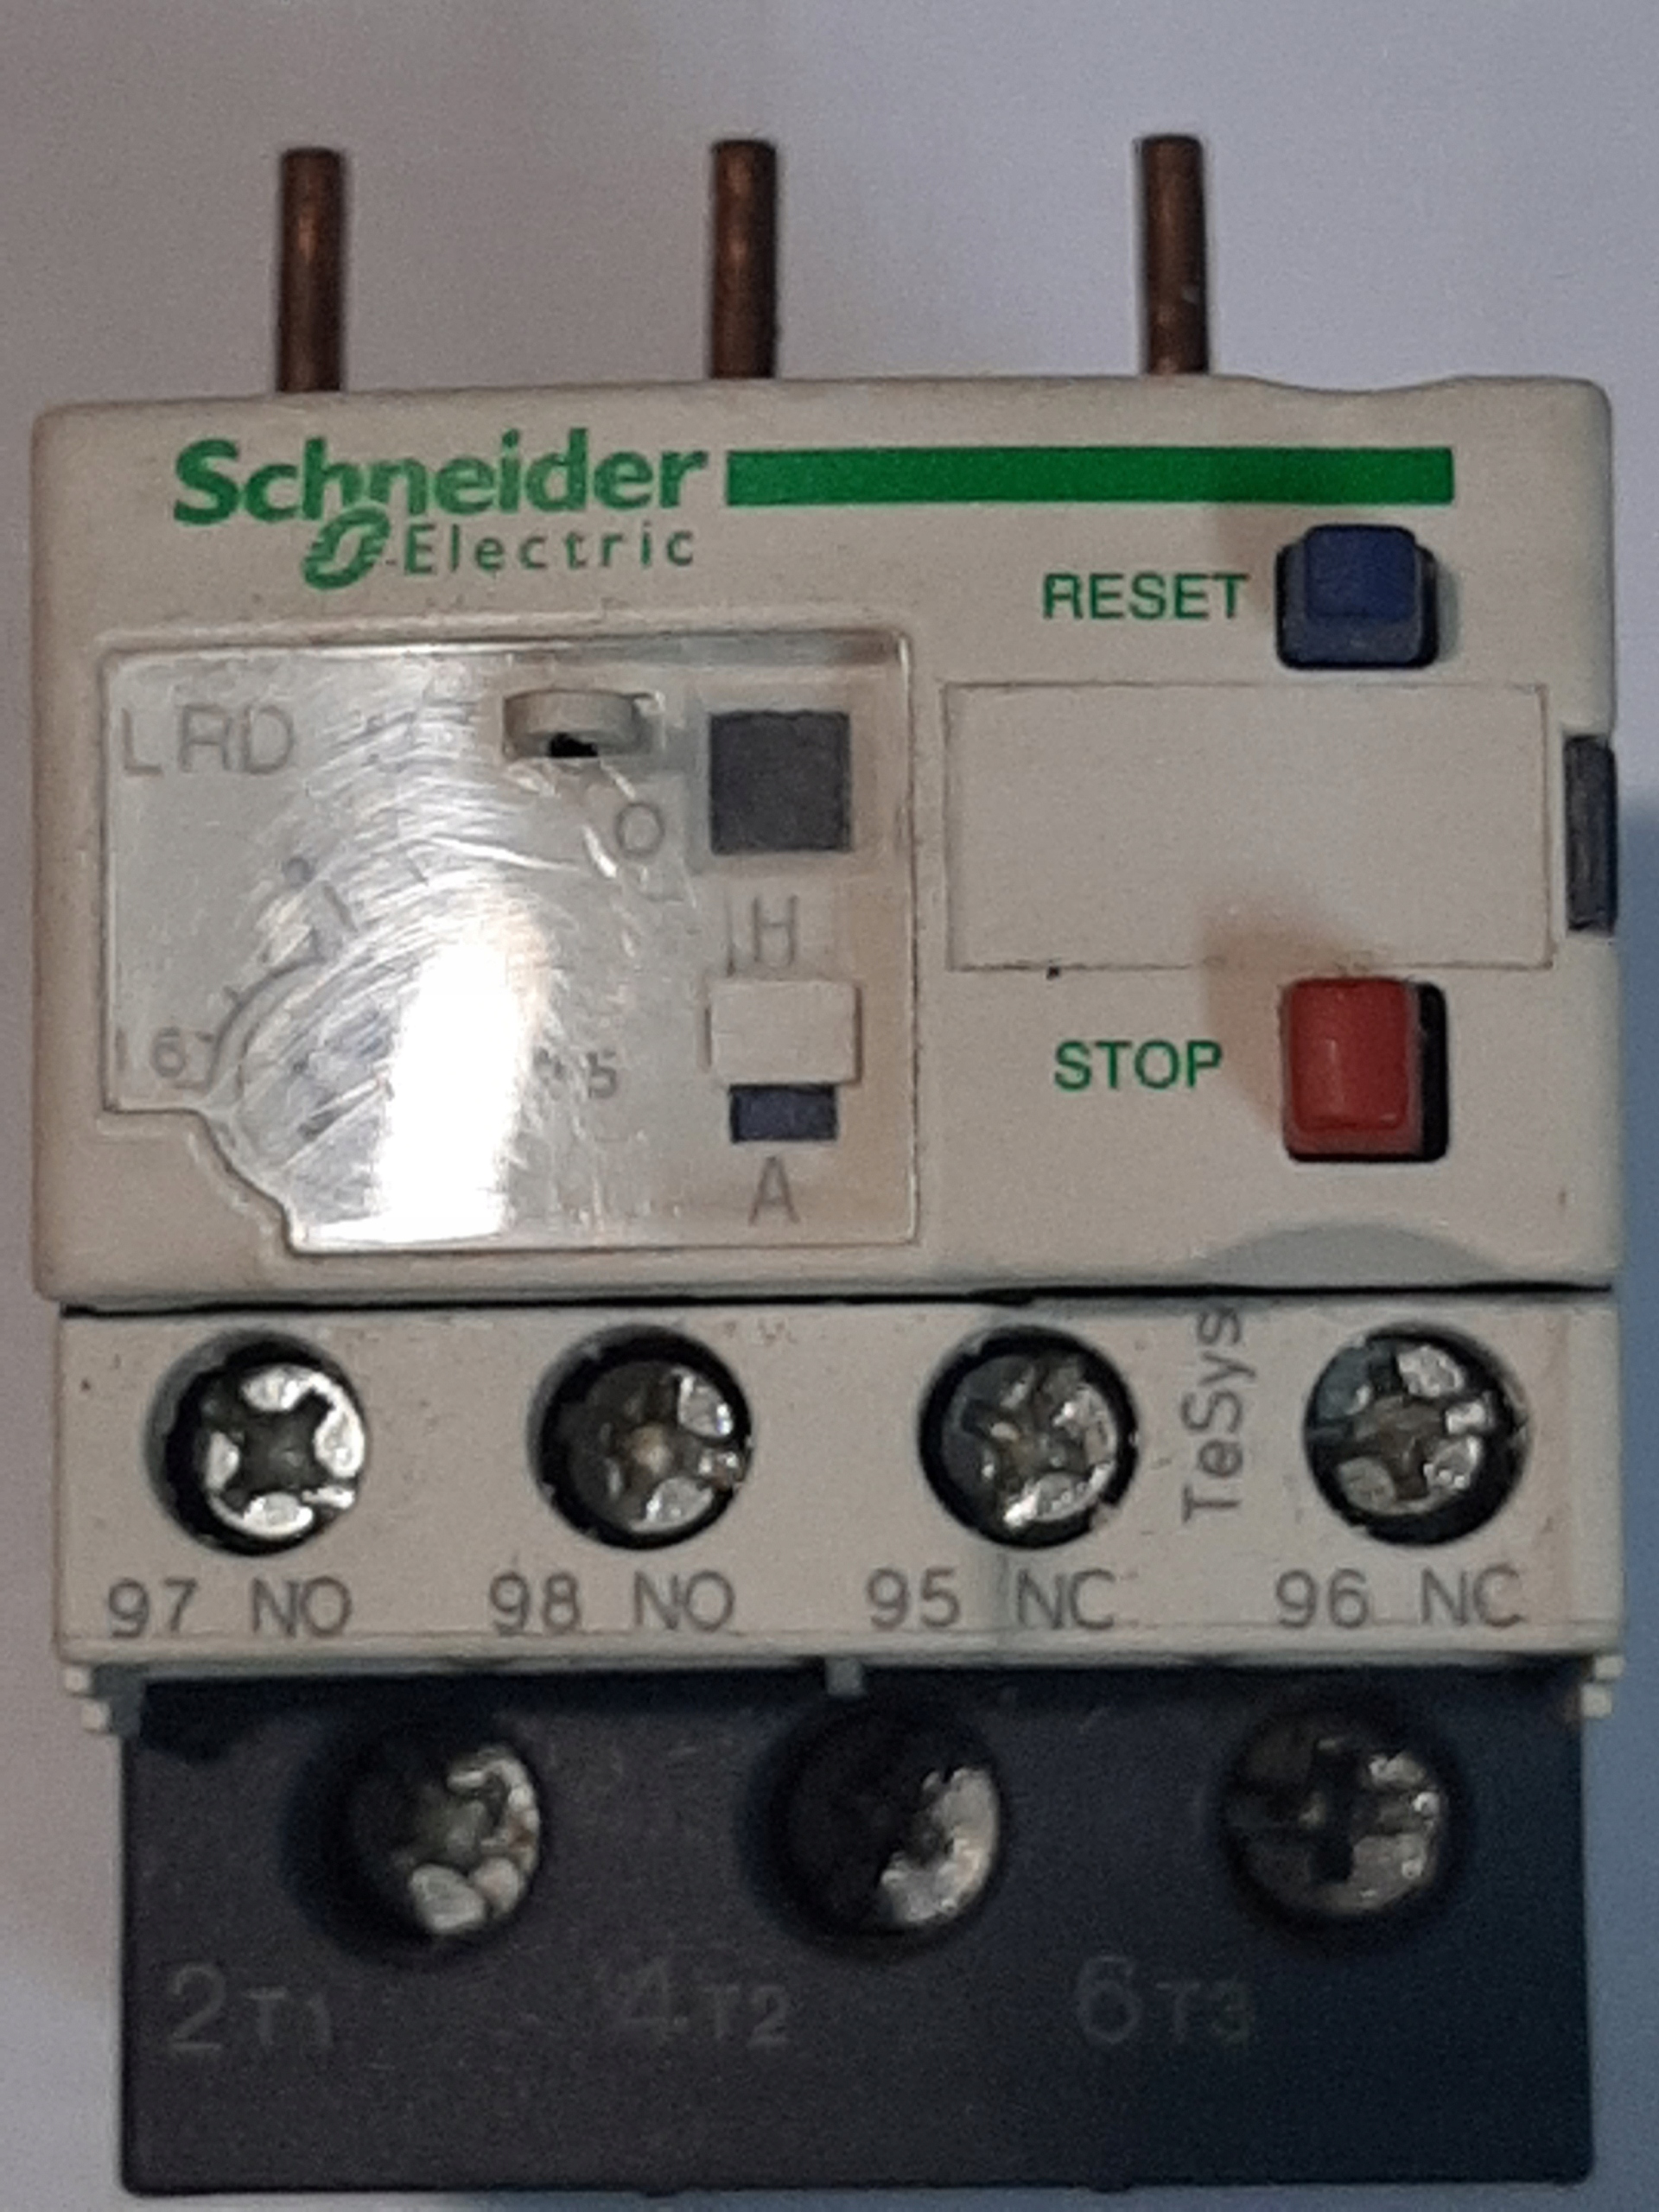 Schneider
Electric
RESET
LRD
H
STOP
A
TeSys
97 NO 98 NO 95 NC 96 NC
2T1 4T2 6T3